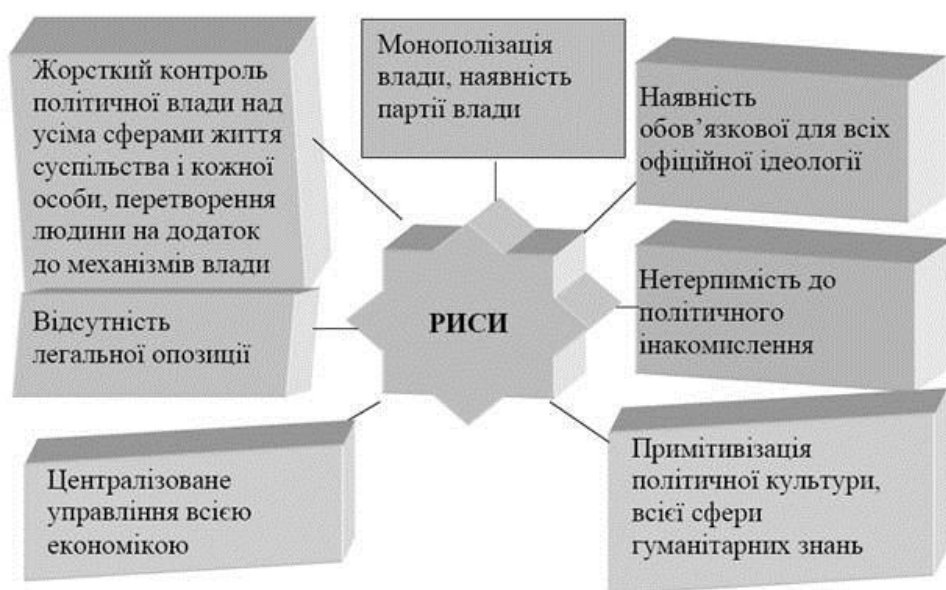 Жорсткий контроль
політичної влади над
усіма сферами життя
суспільства і кожної
особи, перетворення
людини на додаток
до механізмів влади
Монополізація
влади, наявність
партії влади
Наявність
обов’язкової для всіх
офіційної ідеології
Відсутність
легальної опозиції
РИСИ
Нетерпимість до
політичного
інакомислення
Централізоване
управління всією
економікою
Примітивізація
політичної культури,
всієї сфери
гуманітарних знань